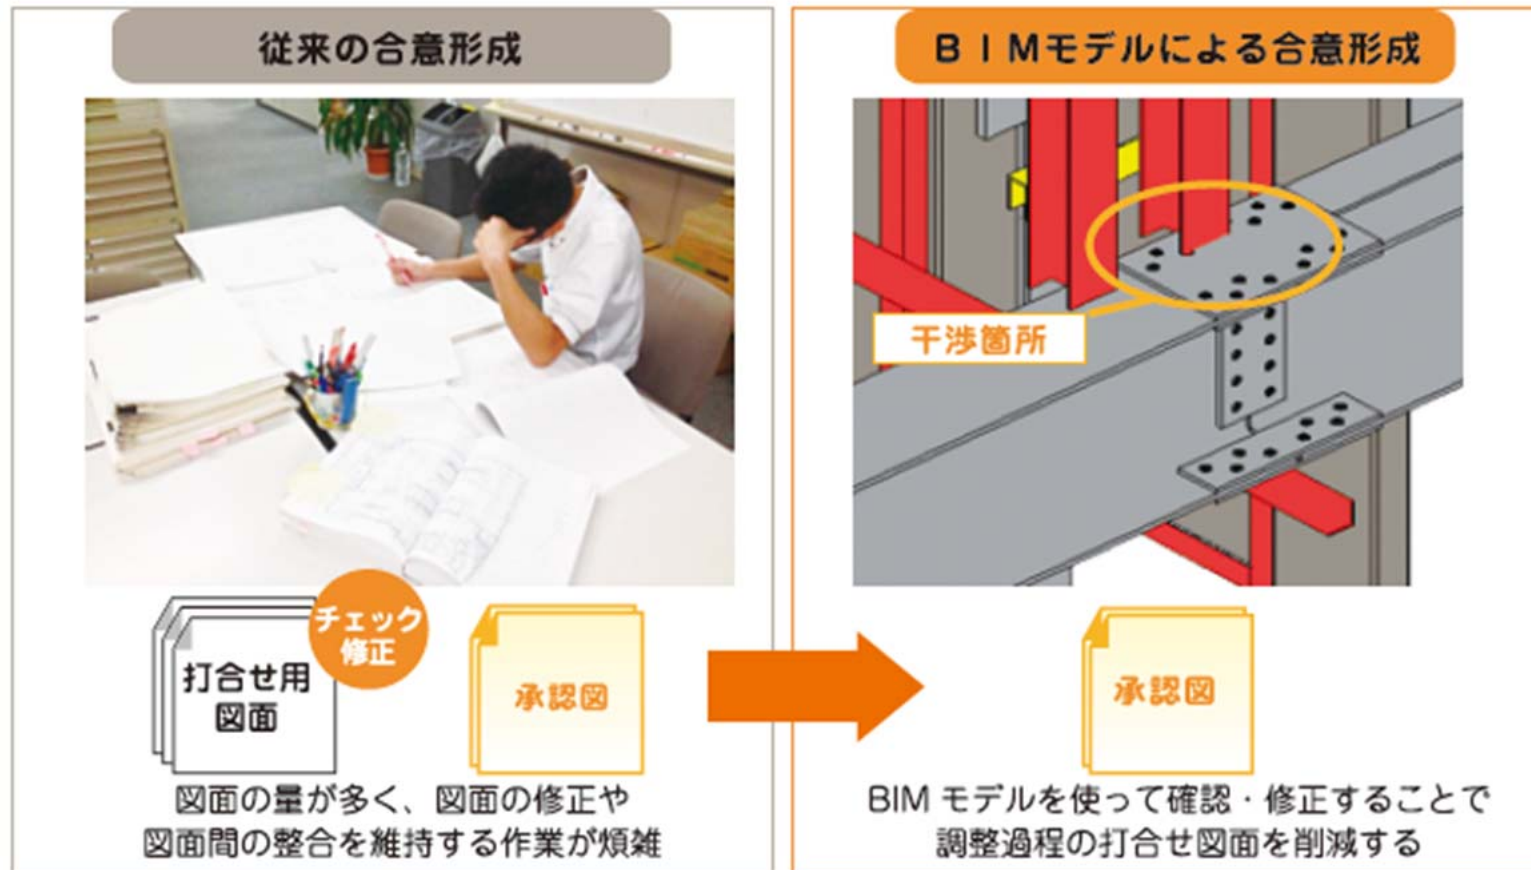 従来の合意形成
チェック
修正
打合せ用
図面
承認図
図面の量が多く、図面の修正や
図面間の整合を維持する作業が煩雑
BIMモデルによる合意形成
干渉箇所
承認図
BIM モデルを使って確認・修正することで
調整過程の打合せ図面を削減する